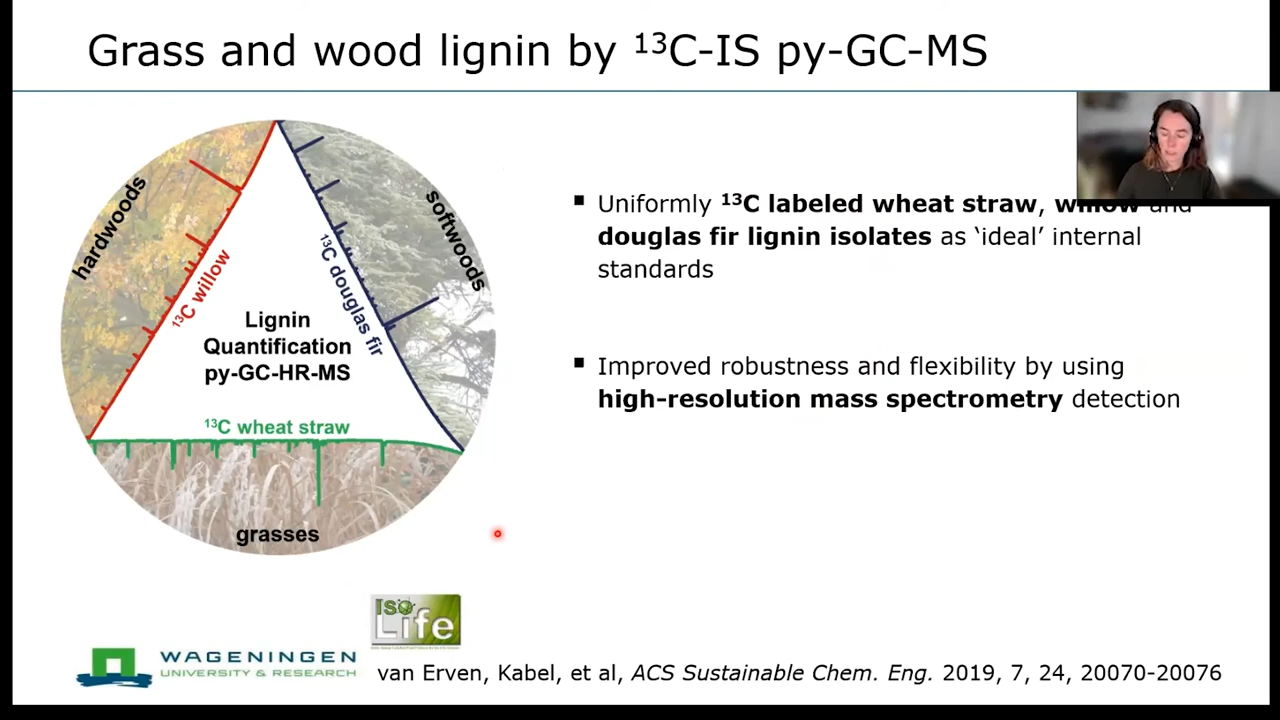 Grass and wood lignin by ¹³C-IS py-GC-MS
hardwoods
softwoods
¹³C willow
¹³C douglas fir
Lignin
Quantification
py-GC-HR-MS
¹³C wheat straw
grasses
▪ Uniformly ¹³C labeled wheat straw, willow and
douglas fir lignin isolates as ‘ideal’ internal
standards
▪ Improved robustness and flexibility by using
high-resolution mass spectrometry detection
Iso
Life
WAGENINGEN
UNIVERSITY & RESEARCH
van Erven, Kabel, et al, ACS Sustainable Chem. Eng. 2019, 7, 24, 20070-20076